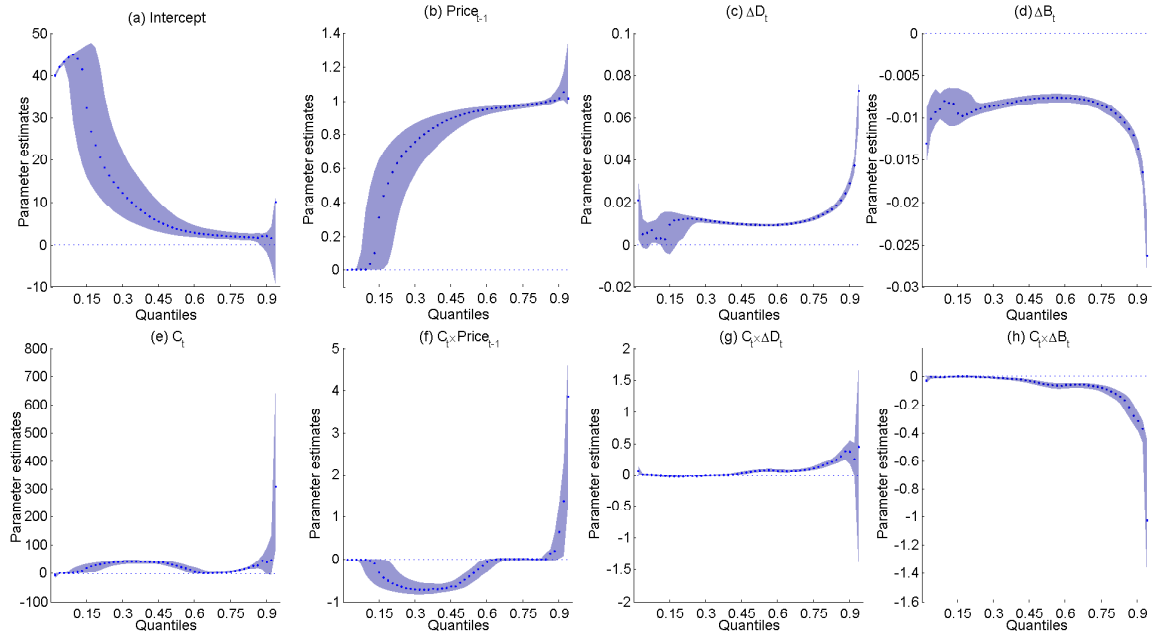 (a) Intercept
(b) Price_{t-1}
(c) ΔD_t
(d) ΔB_t
Parameter estimates
50
40
30
20
10
0
-10
0.15 0.3 0.45 0.6 0.75 0.9
Quantiles
Parameter estimates
1.4
1.2
1
0.8
0.6
0.4
0.2
0
0.15 0.3 0.45 0.6 0.75 0.9
Quantiles
Parameter estimates
0.1
0.08
0.06
0.04
0.02
0
-0.02
0.15 0.3 0.45 0.6 0.75 0.9
Quantiles
Parameter estimates
0
-0.005
-0.01
-0.015
-0.02
-0.025
-0.03
0.15 0.3 0.45 0.6 0.75 0.9
Quantiles
(e) C_t
(f) C_t×Price_{t-1}
(g) C_t×ΔD_t
(h) C_t×ΔB_t
Parameter estimates
800
700
600
500
400
300
200
100
0
-100
0.15 0.3 0.45 0.6 0.75 0.9
Quantiles
Parameter estimates
5
4
3
2
1
0
-1
0.15 0.3 0.45 0.6 0.75 0.9
Quantiles
Parameter estimates
2
1.5
1
0.5
0
-0.5
-1
-1.5
-2
0.15 0.3 0.45 0.6 0.75 0.9
Quantiles
Parameter estimates
0
-0.2
-0.4
-0.6
-0.8
-1
-1.2
-1.4
-1.6
0.15 0.3 0.45 0.6 0.75 0.9
Quantiles